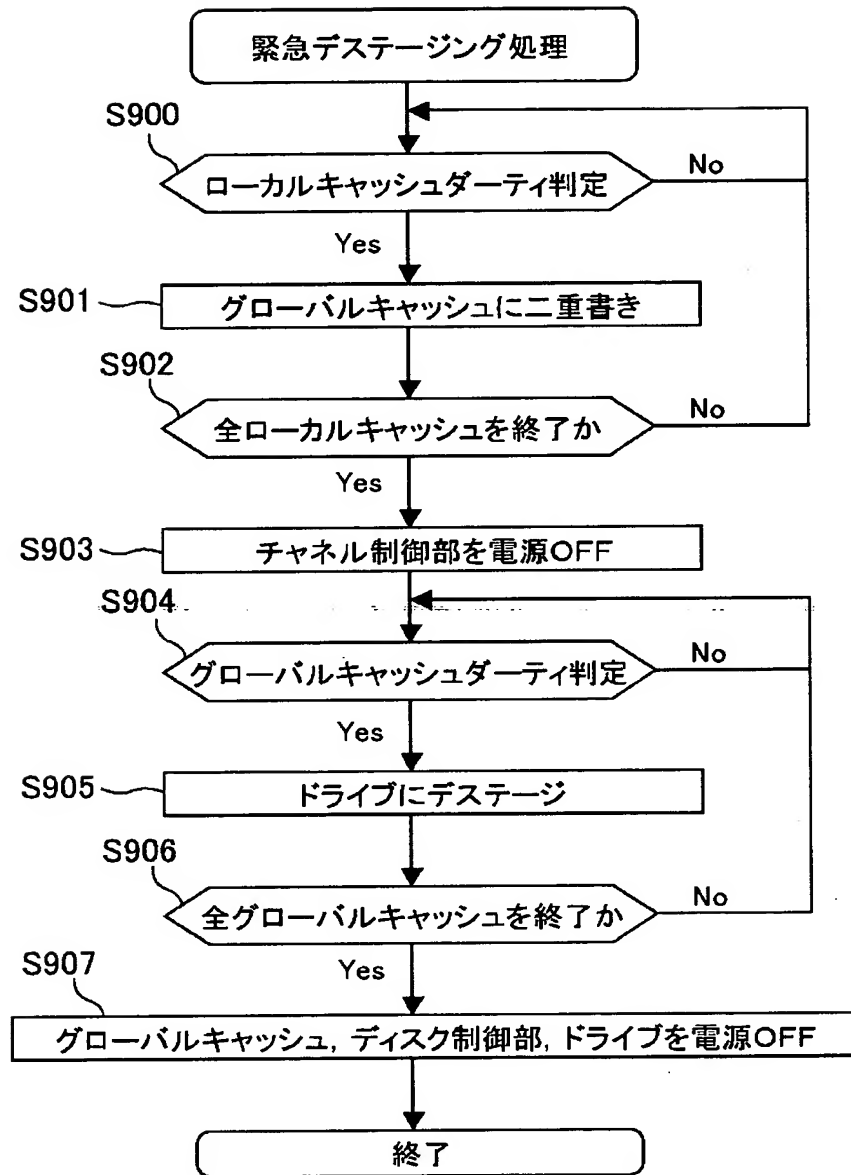 緊急デステージング処理
S900
ローカルキャッシュダーティ判定
No
Yes
S901
グローバルキャッシュに二重書き
S902
全ローカルキャッシュを終了か
No
Yes
S903
チャネル制御部を電源OFF
S904
グローバルキャッシュダーティ判定
No
Yes
S905
ドライブにデステージ
S906
全グローバルキャッシュを終了か
No
Yes
S907
グローバルキャッシュ, ディスク制御部, ドライブを電源OFF
終了